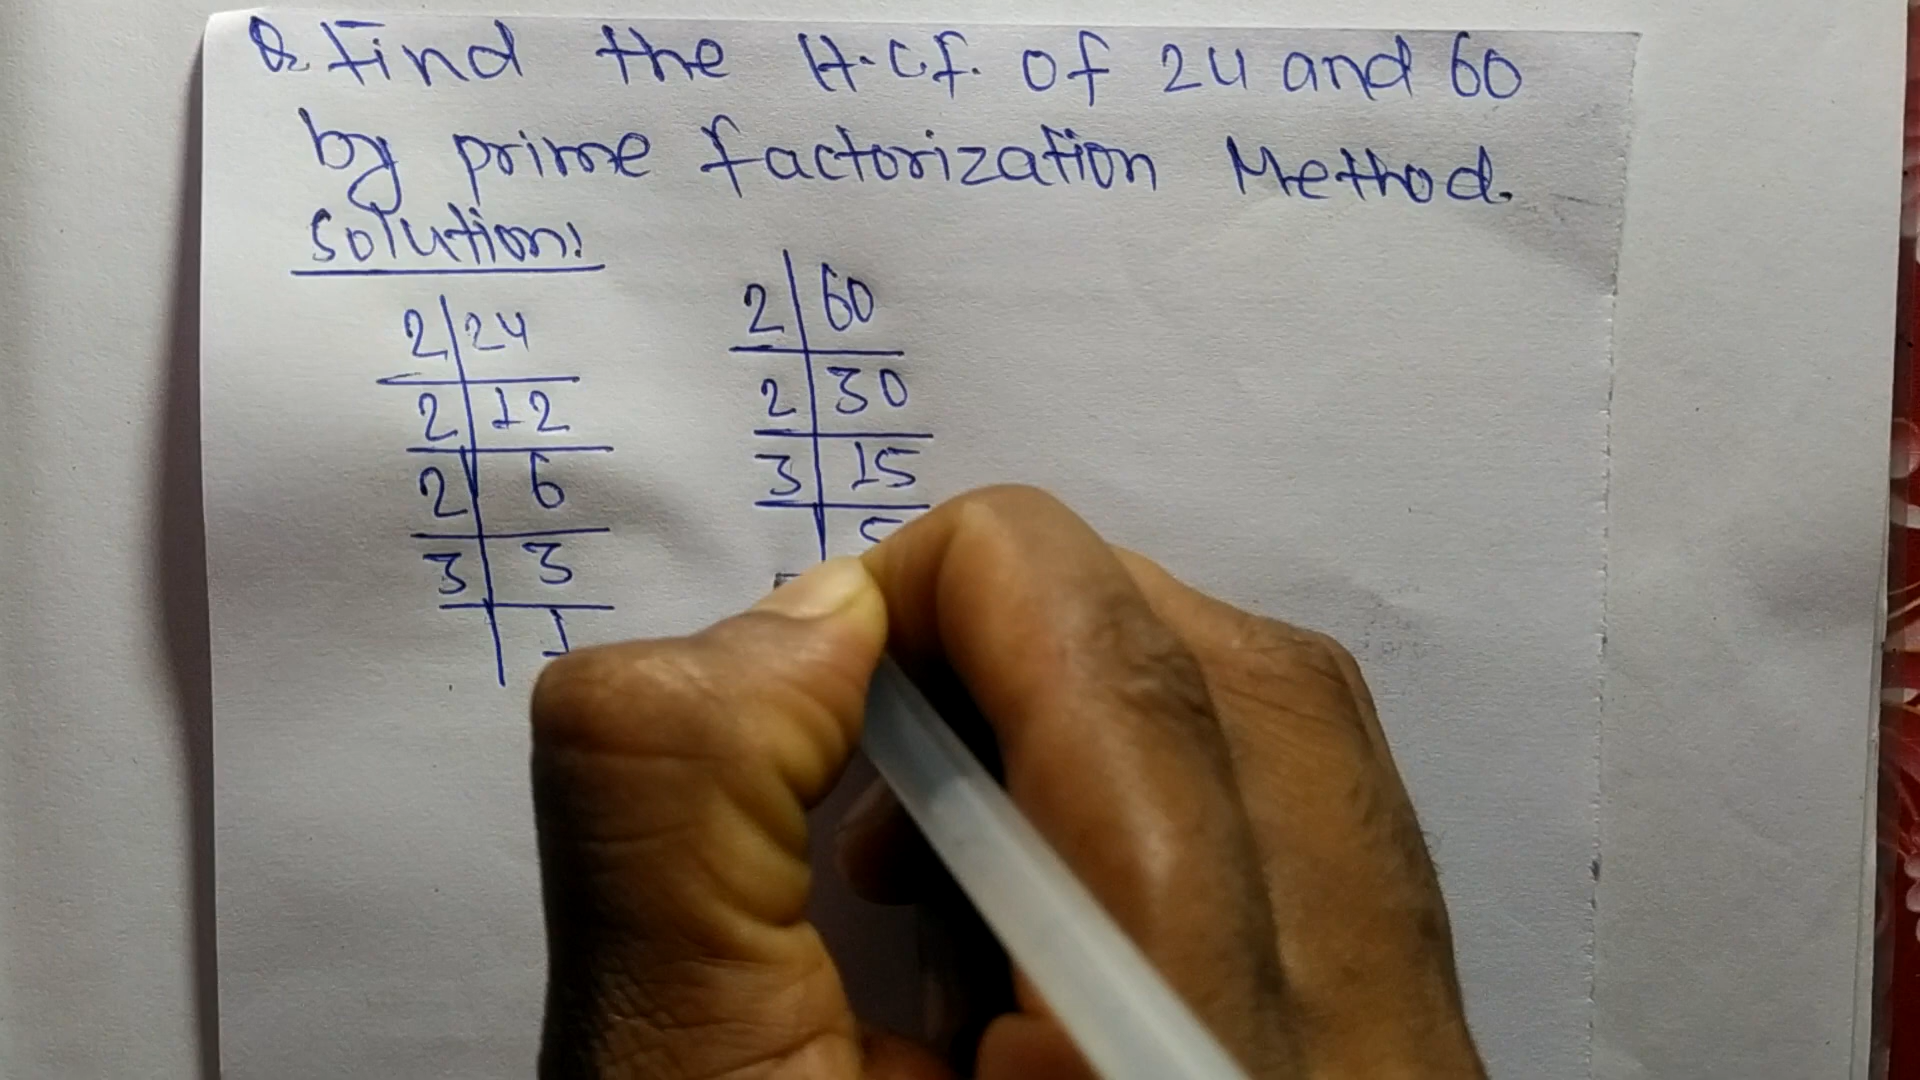 Q. Find the H.C.F. of 24 and 60
by prime factorization Method.
Solution:
2 | 24
2 | 12
2 | 6
3 | 3
1
2 | 60
2 | 30
3 | 15
5